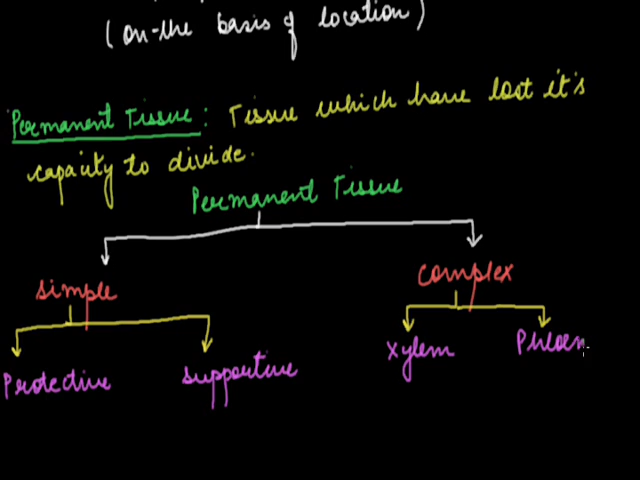 (on-the basis of location)
Permanent Tissue: Tissue which have lost it's
capacity to divide.
Permanent Tissue
Simple Complex
Xylem Phloem
Protective Supportive